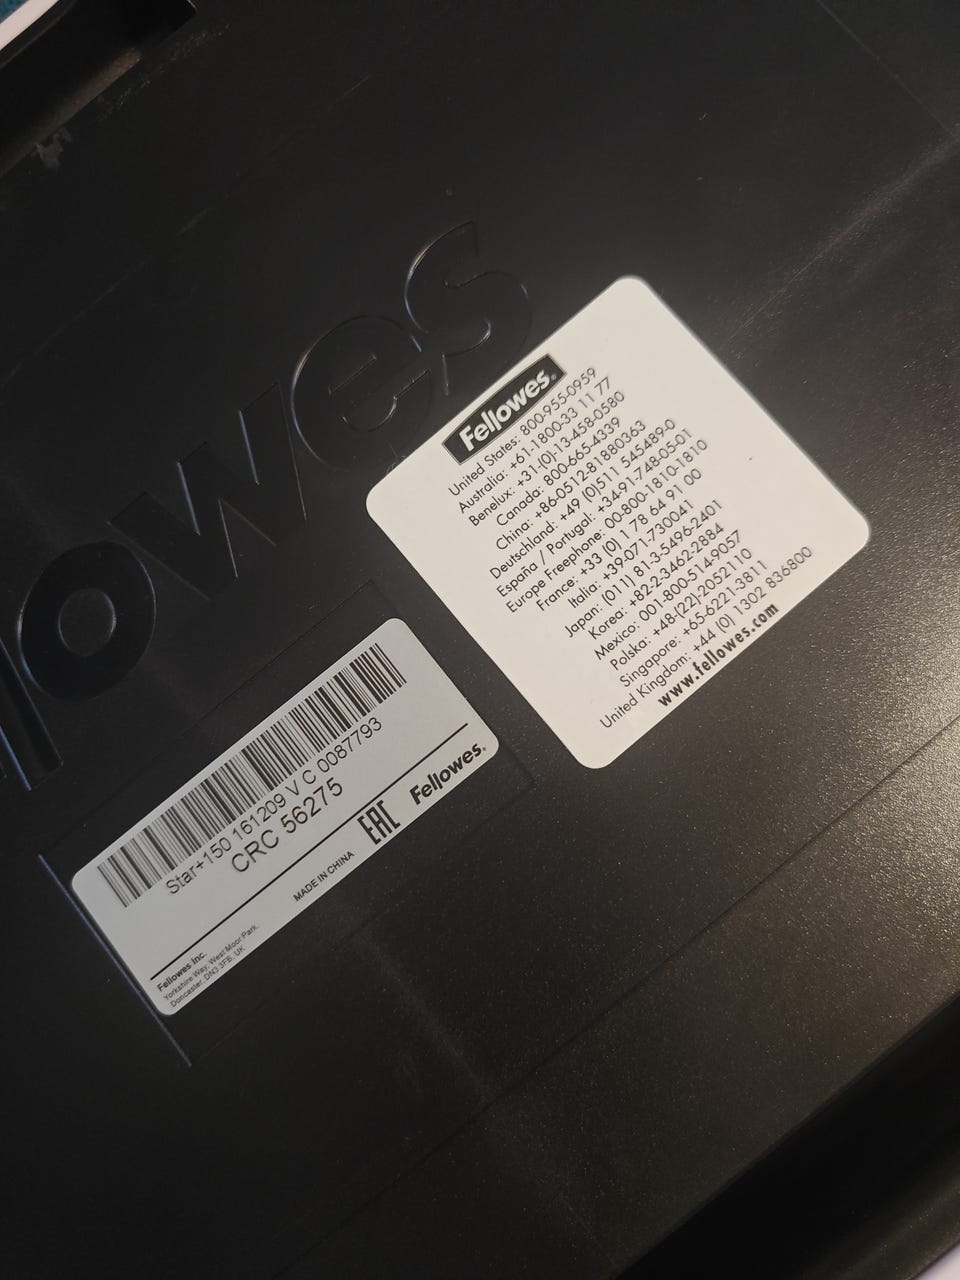 llowes
Fellowes®
United States: 800-955-0959
Australia: +61-1800-33 11 77
Benelux: +31-(0)-13-458-0580
Canada: 800-665-4339
China: +86-0512-81880363
Deutschland: +49 (0)511 545489-0
España / Portugal: +34-91-748-05-01
Europe Freephone: 00-800-1810-1810
France: +33 (0) 1 78 64 91 00
Italia: +39-071-730041
Japan: (011) 81-3-5496-2401
Korea: +82-2-3462-2884
Mexico: 001-800-514-9057
Polska: +48-(22)-2052110
Singapore: +65-6221-3811
United Kingdom: +44 (0) 1302 836800
www.fellowes.com
Star+150 161209 V C 0087793
CRC 56275
MADE IN CHINA
EAC
Fellowes®
Fellowes Inc.
Yorkshire Way, West Moor Park,
Doncaster, DN3 3FB, UK